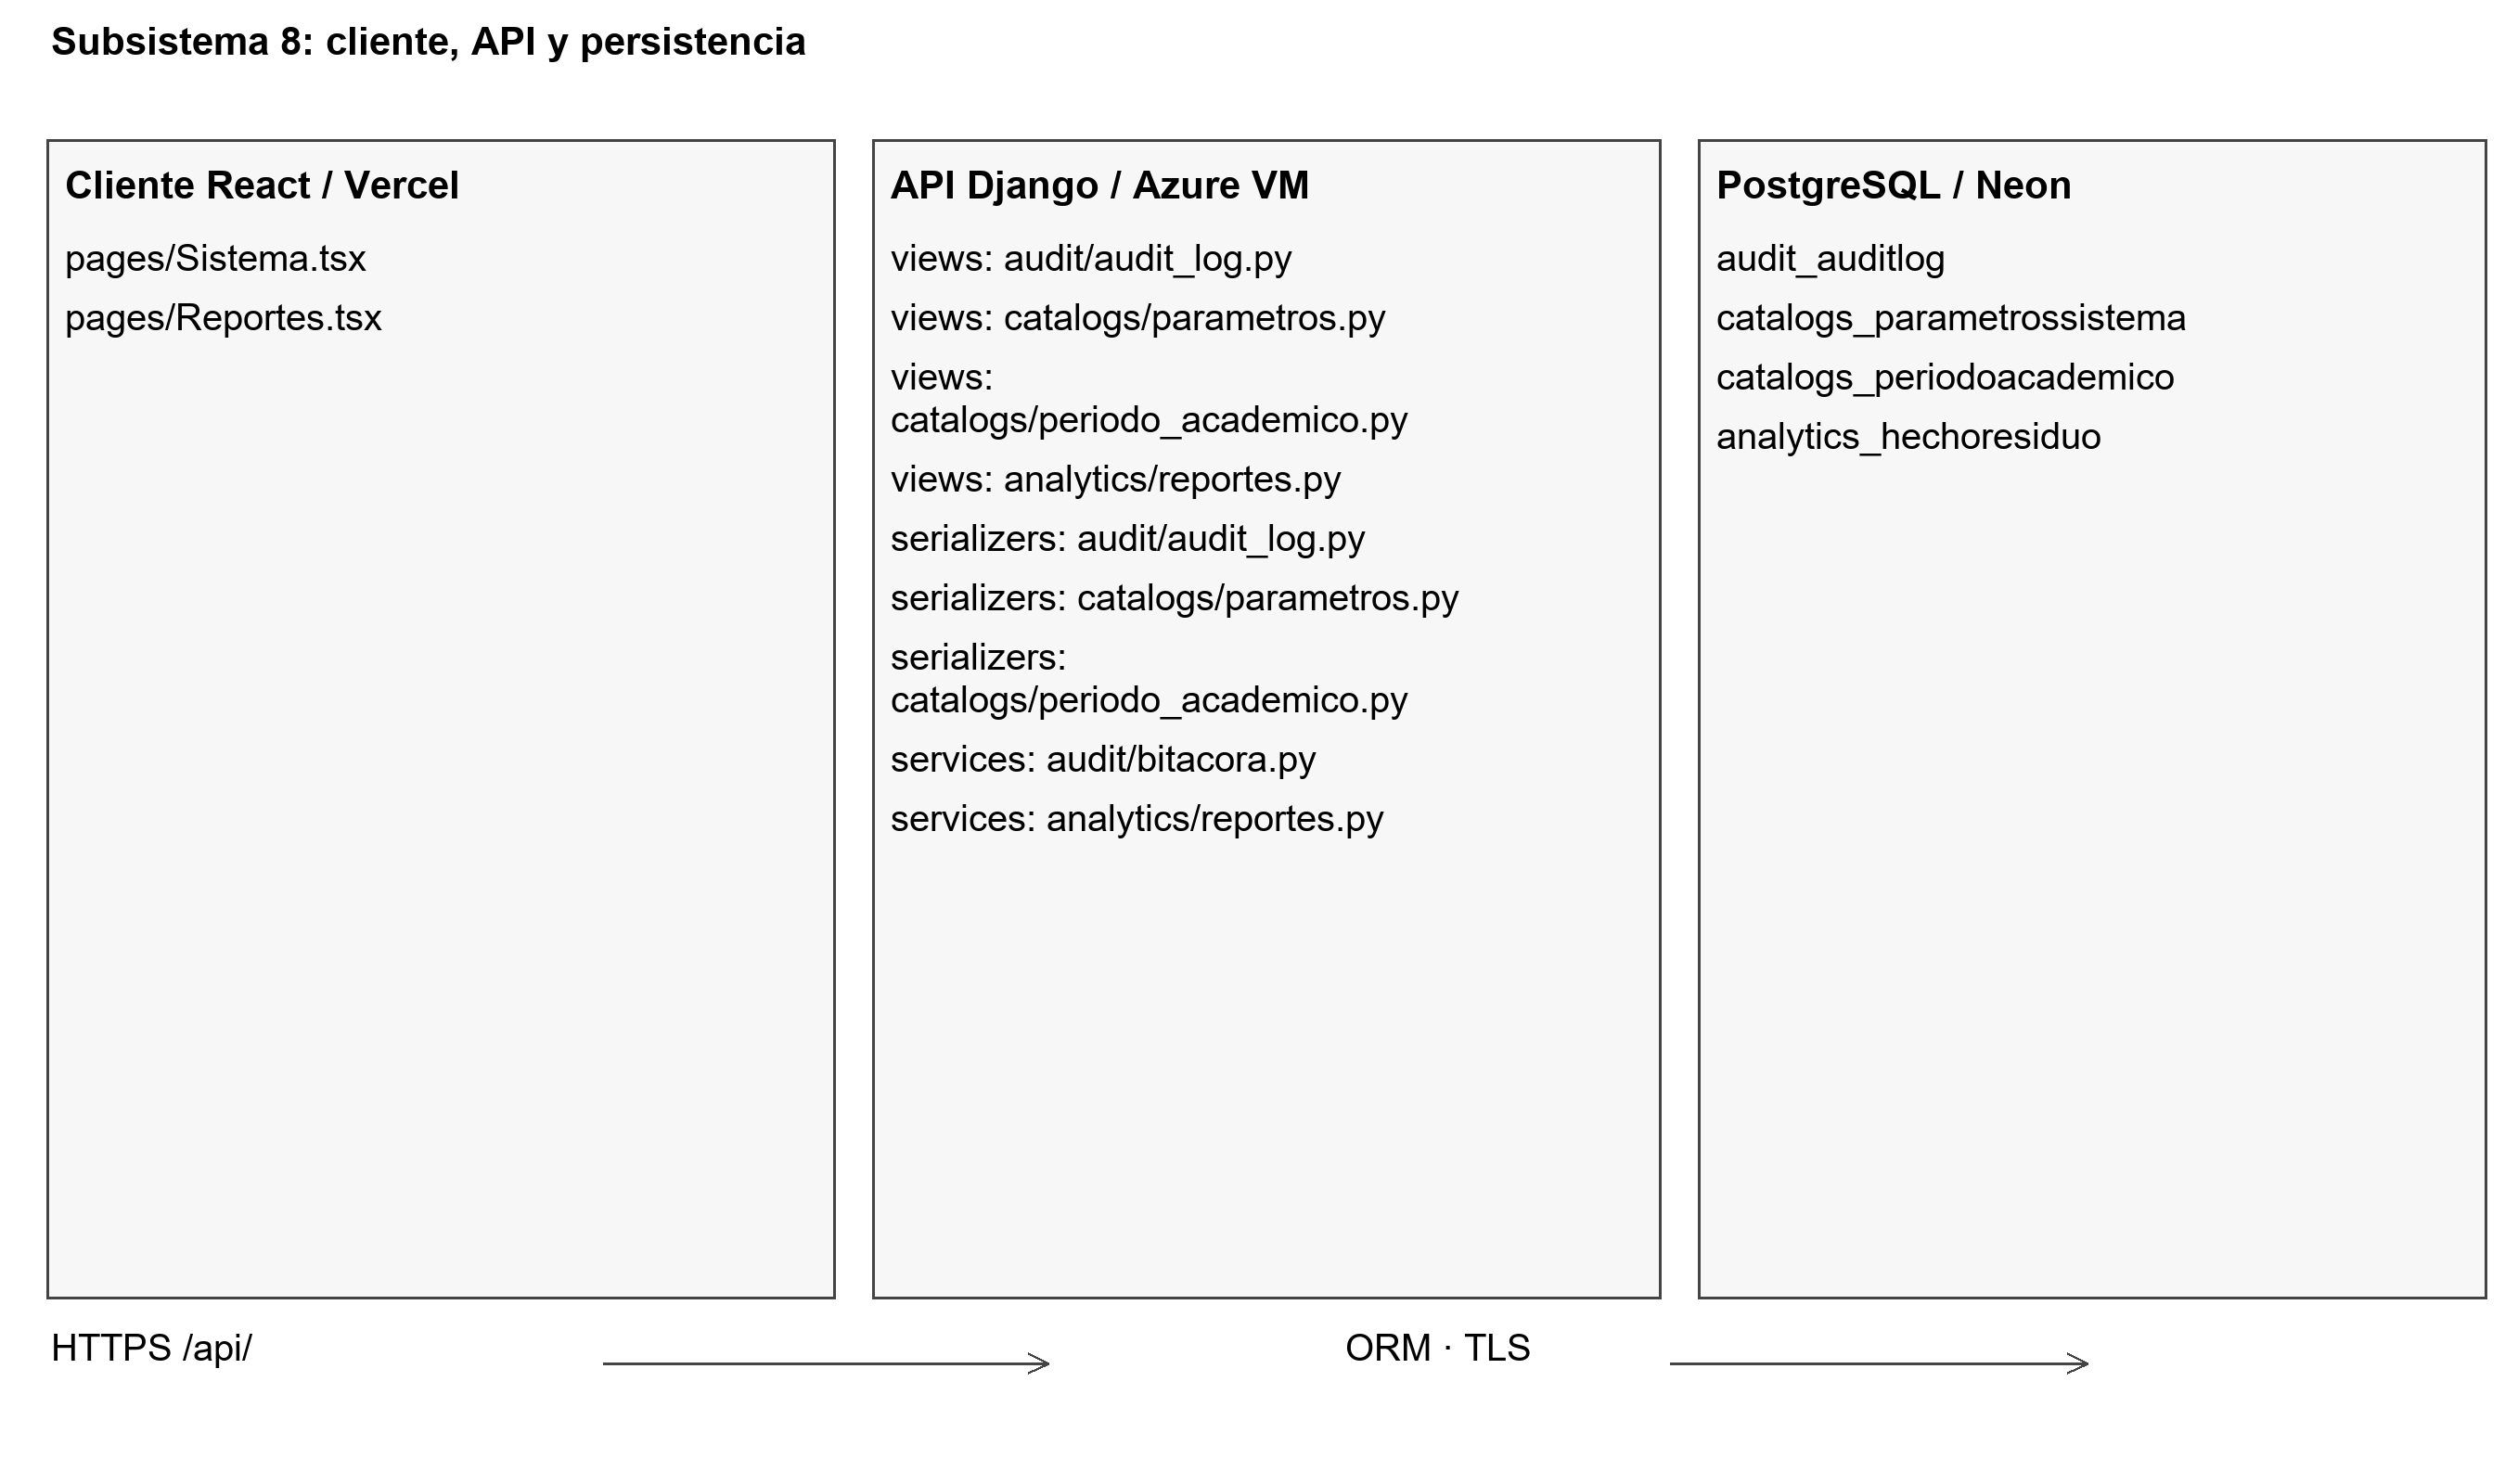 Subsistema 8: cliente, API y persistencia
Cliente React / Vercel
pages/Sistema.tsx
pages/Reportes.tsx
API Django / Azure VM
views: audit/audit_log.py
views: catalogs/parametros.py
views:
catalogs/periodo_academico.py
views: analytics/reportes.py
serializers: audit/audit_log.py
serializers: catalogs/parametros.py
serializers:
catalogs/periodo_academico.py
services: audit/bitacora.py
services: analytics/reportes.py
PostgreSQL / Neon
audit_auditlog
catalogs_parametrossistema
catalogs_periodoacademico
analytics_hechoresiduo
HTTPS /api/
ORM · TLS